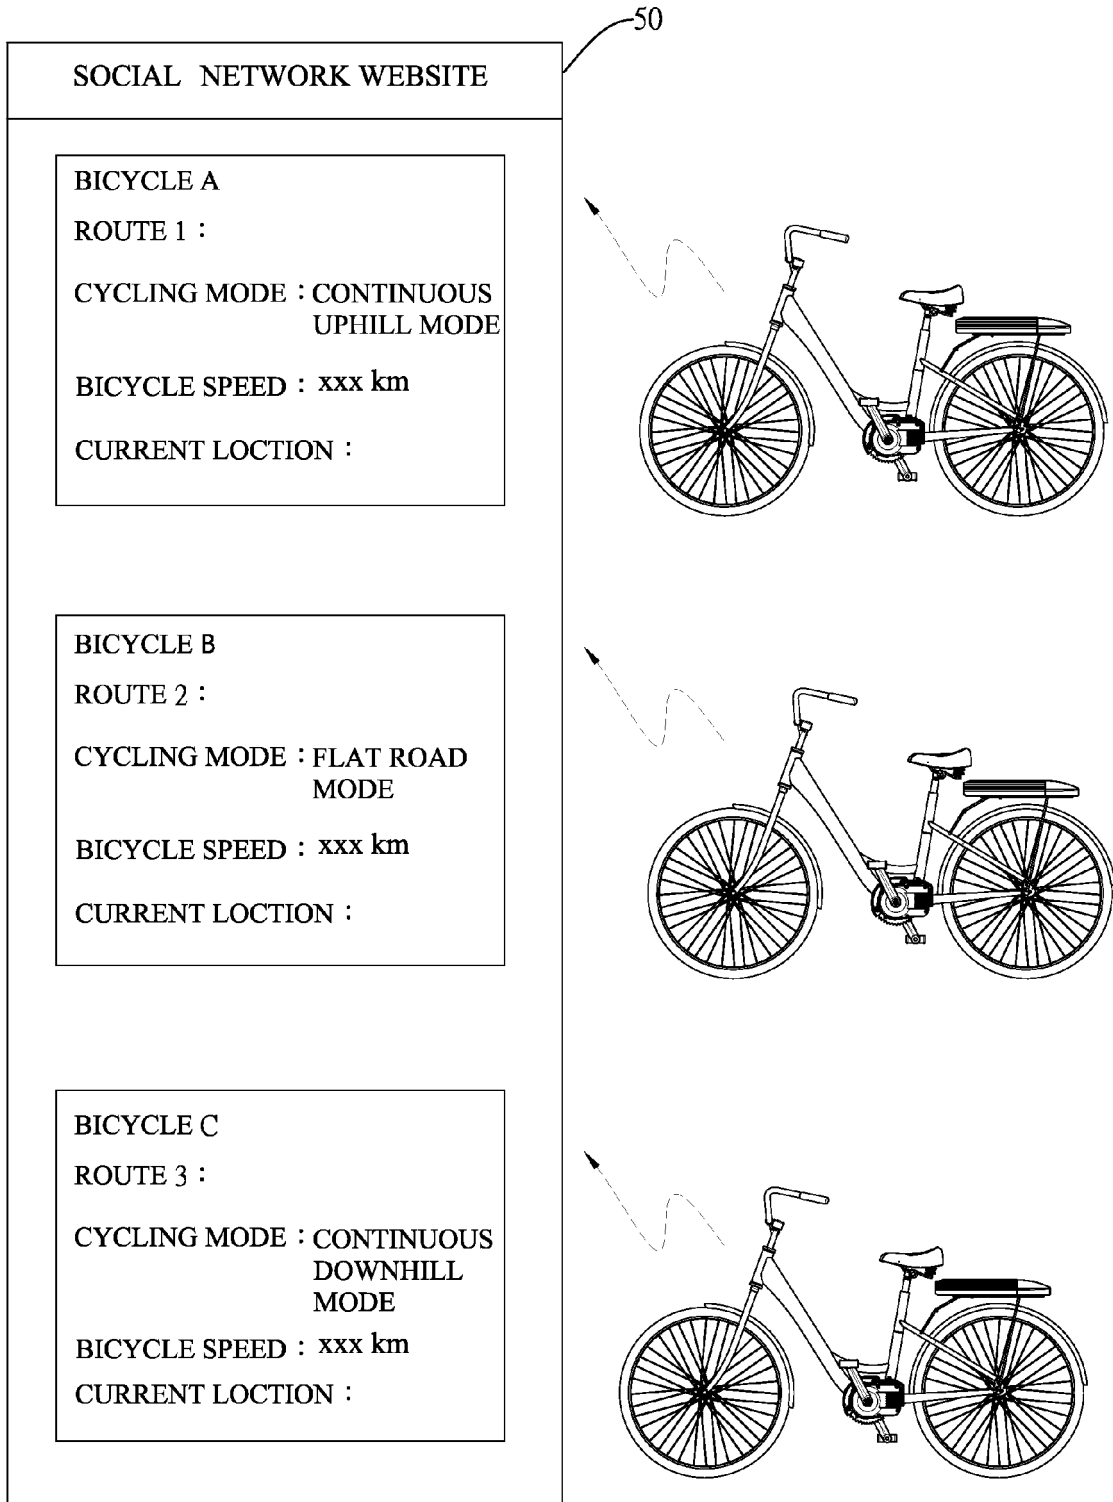 50
SOCIAL NETWORK WEBSITE
BICYCLE A
ROUTE 1 :
CYCLING MODE : CONTINUOUS
UPHILL MODE
BICYCLE SPEED : xxx km
CURRENT LOCTION :
BICYCLE B
ROUTE 2 :
CYCLING MODE : FLAT ROAD
MODE
BICYCLE SPEED : xxx km
CURRENT LOCTION :
BICYCLE C
ROUTE 3 :
CYCLING MODE : CONTINUOUS
DOWNHILL
MODE
BICYCLE SPEED : xxx km
CURRENT LOCTION :